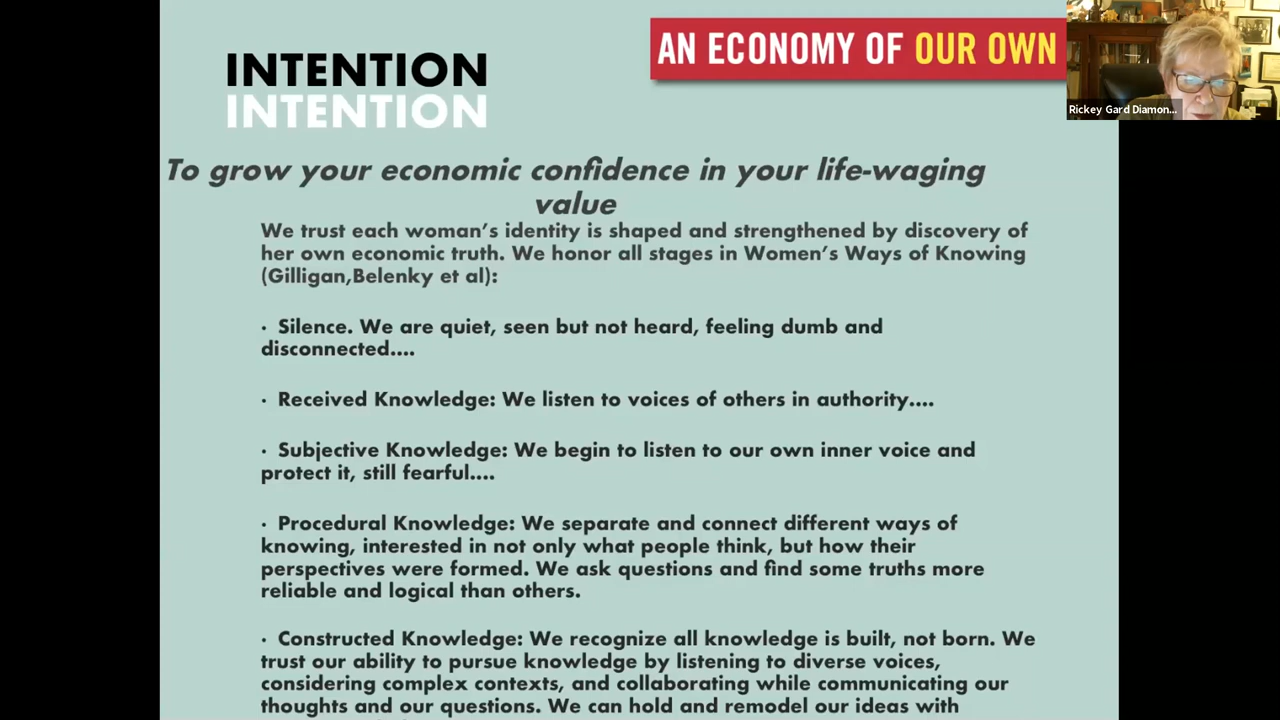 AN ECONOMY OF OUR OWN
Rickey Gard Diamon...
INTENTION
INTENTION
To grow your economic confidence in your life-waging
value
We trust each woman's identity is shaped and strengthened by discovery of
her own economic truth. We honor all stages in Women's Ways of Knowing
(Gilligan,Belenky et al):
· Silence. We are quiet, seen but not heard, feeling dumb and
disconnected....
· Received Knowledge: We listen to voices of others in authority....
· Subjective Knowledge: We begin to listen to our own inner voice and
protect it, still fearful....
· Procedural Knowledge: We separate and connect different ways of
knowing, interested in not only what people think, but how their
perspectives were formed. We ask questions and find some truths more
reliable and logical than others.
· Constructed Knowledge: We recognize all knowledge is built, not born. We
trust our ability to pursue knowledge by listening to diverse voices,
considering complex contexts, and collaborating while communicating our
thoughts and our questions. We can hold and remodel our ideas with